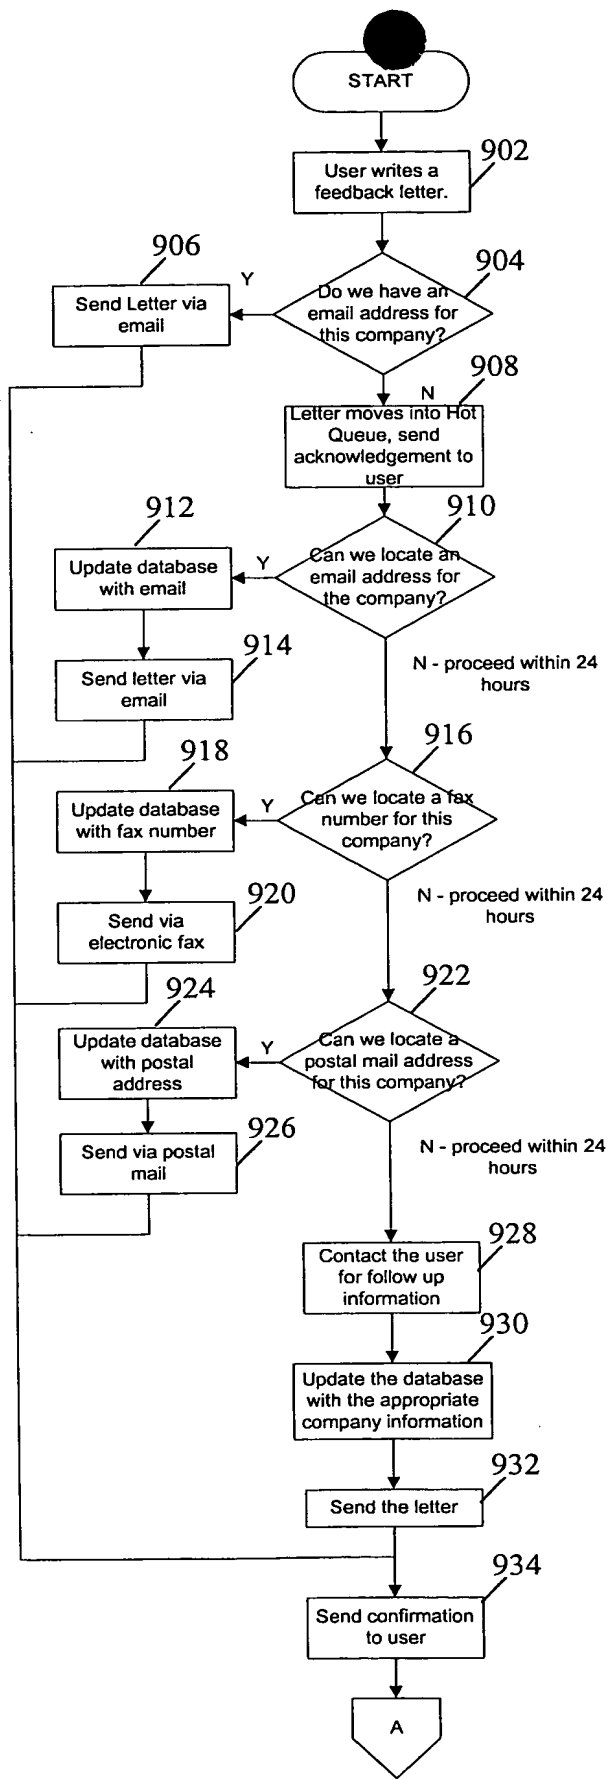 START
902
User writes a
feedback letter.
904
Do we have an
email address for
this company?
Y
906
Send Letter via
email
N
908
Letter moves into Hot
Queue, send
acknowledgement to
user
910
Can we locate an
email address for
the company?
Y
912
Update database
with email
914
Send letter via
email
N - proceed within 24
hours
916
Can we locate a fax
number for this
company?
Y
918
Update database
with fax number
920
Send via
electronic fax
N - proceed within 24
hours
922
Can we locate a
postal mail address
for this company?
Y
924
Update database
with postal
address
926
Send via postal
mail
N - proceed within 24
hours
928
Contact the user
for follow up
information
930
Update the database
with the appropriate
company information
932
Send the letter
934
Send confirmation
to user
A